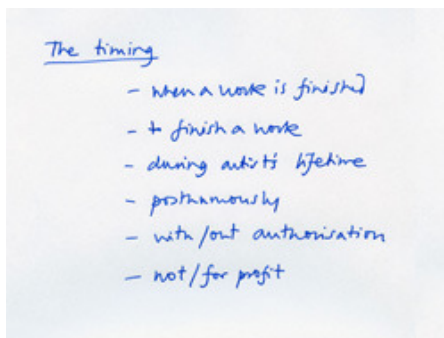 The timing
- when a work is finished
- to finish a work
- during artist's lifetime
- posthumously
- with/out authorisation
- not/for profit